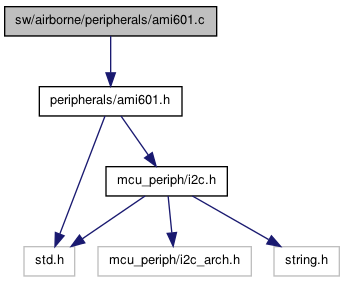 sw/airborne/peripherals/ami601.c
peripherals/ami601.h
mcu_periph/i2c.h
std.h
mcu_periph/i2c_arch.h
string.h